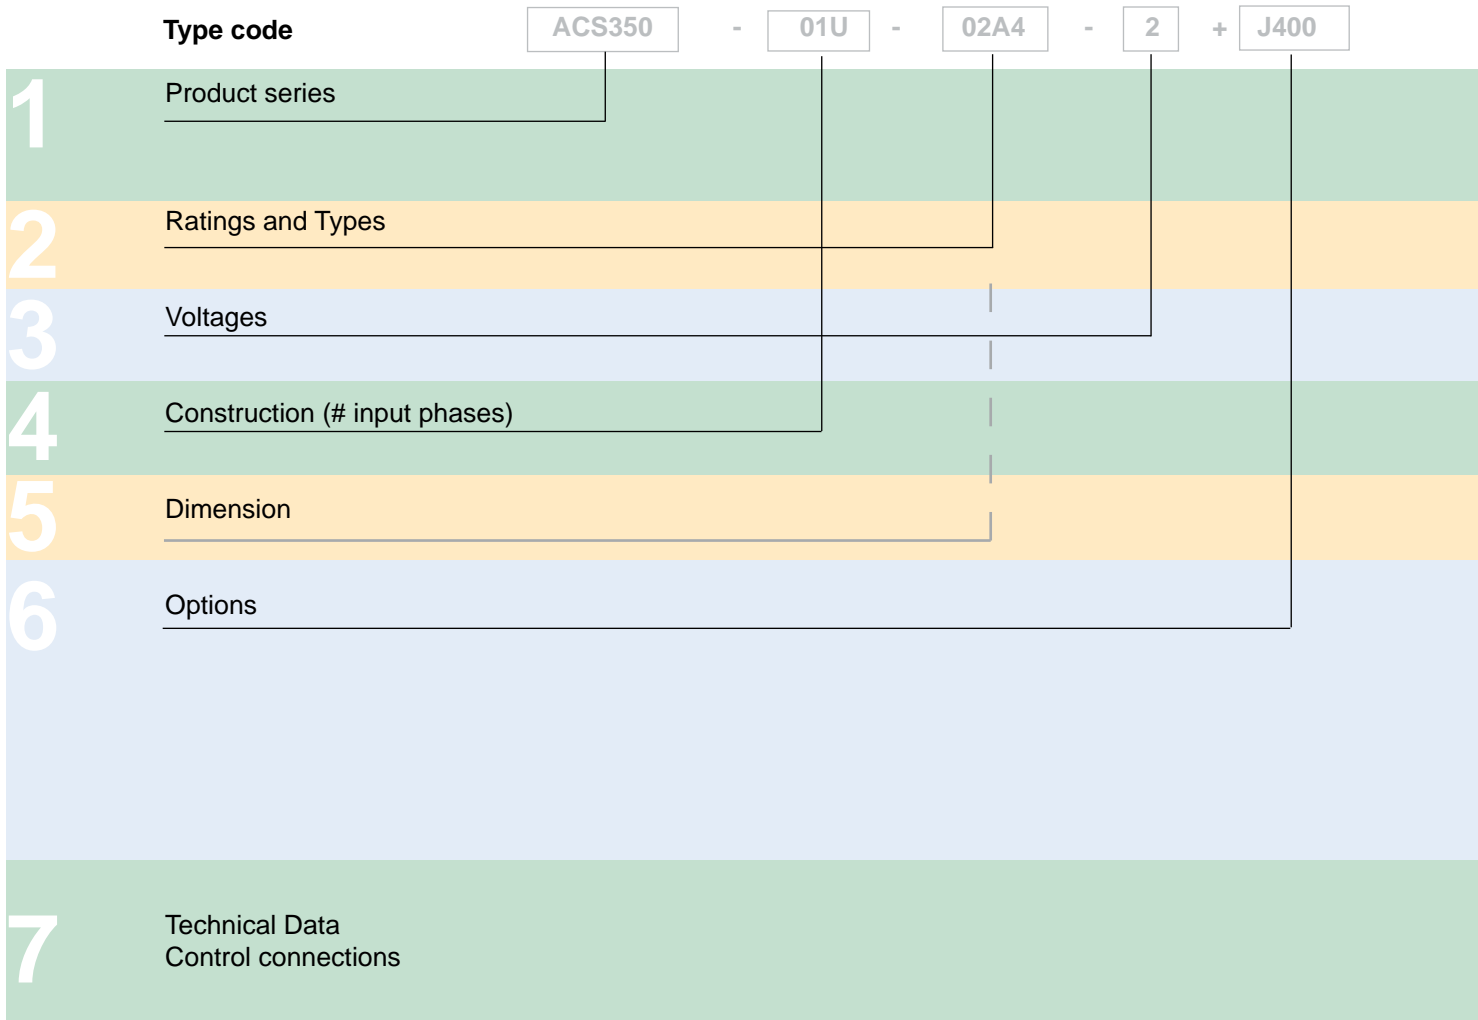 Type code ACS350 - 01U - 02A4 - 2 + J400
1 Product series
2 Ratings and Types
3 Voltages
4 Construction (# input phases)
5 Dimension
6 Options
7 Technical Data
Control connections